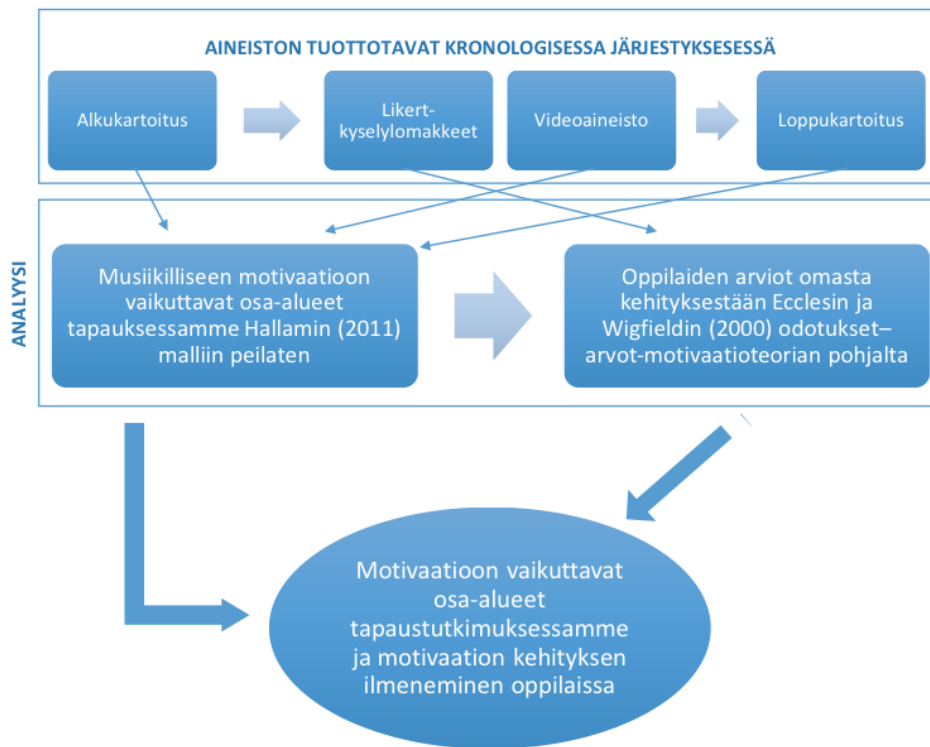 AINEISTON TUOTTOTAVAT KRONOLOGISESSA JÄRJESTYKSESESSÄ
Alkukartoitus
Likert-
kyselylomakkeet
Videoaineisto
Loppukartoitus
ANALYYSI
Musiikilliseen motivaatioon
vaikuttavat osa-alueet
tapauksessamme Hallamin (2011)
malliin peilaten
Oppilaiden arviot omasta
kehityksestään Ecclesin ja
Wigfieldin (2000) odotukset–
arvot-motivaatioteorian pohjalta
Motivaatioon vaikuttavat
osa-alueet
tapaustutkimuksessamme
ja motivaation kehityksen
ilmeneminen oppilaissa